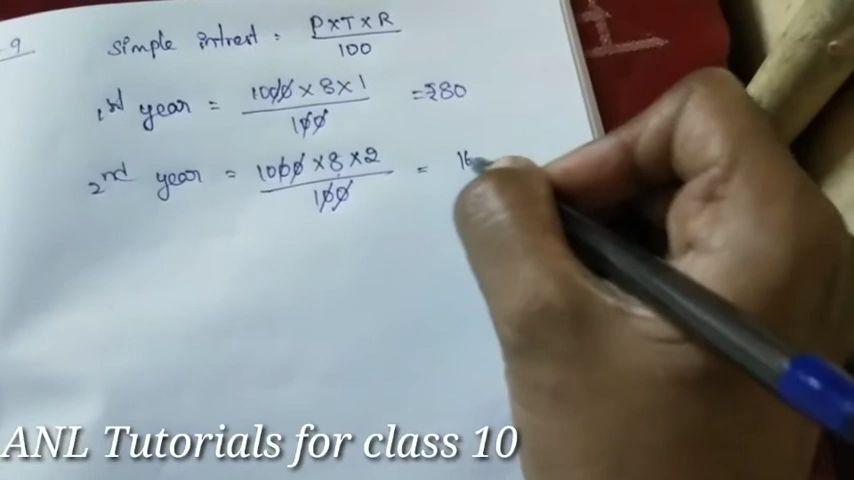 9
simple intrest = P×T×R
100
1st year = 1000 × 8 × 1 = ₹80
100
2nd year = 1000 × 8 × 2 = 16
100
ANL Tutorials for class 10